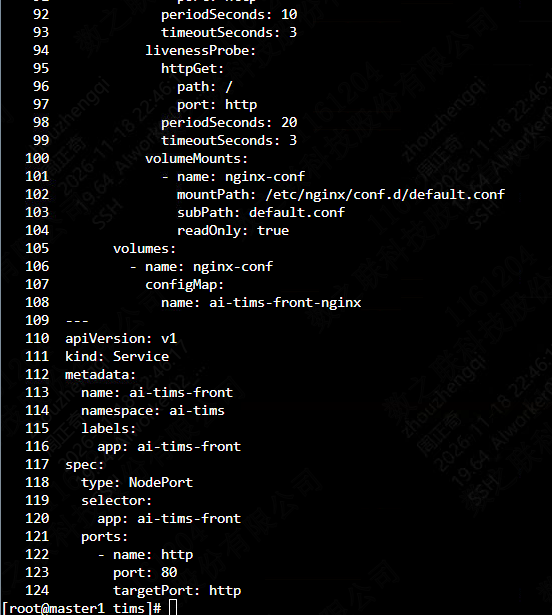 92              periodSeconds: 10
93              timeoutSeconds: 3
94            livenessProbe:
95              httpGet:
96                path: /
97                port: http
98              periodSeconds: 20
99              timeoutSeconds: 3
100            volumeMounts:
101              - name: nginx-conf
102                mountPath: /etc/nginx/conf.d/default.conf
103                subPath: default.conf
104                readOnly: true
105        volumes:
106          - name: nginx-conf
107            configMap:
108              name: ai-tims-front-nginx
109  ---
110  apiVersion: v1
111  kind: Service
112  metadata:
113    name: ai-tims-front
114    namespace: ai-tims
115    labels:
116      app: ai-tims-front
117  spec:
118    type: NodePort
119    selector:
120      app: ai-tims-front
121    ports:
122      - name: http
123        port: 80
124        targetPort: http
[root@master1 tims]#